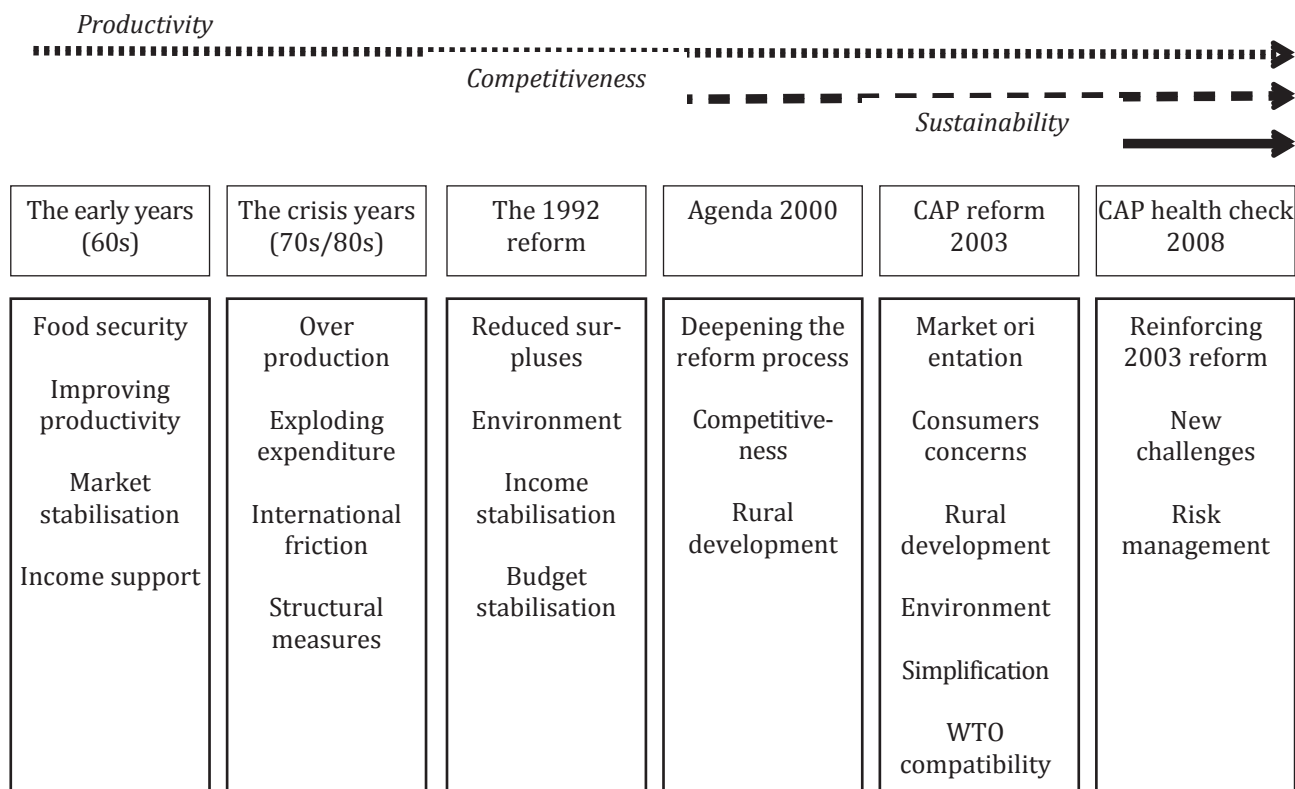 Productivity
Competitiveness
Sustainability
The early years
(60s)
The crisis years
(70s/80s)
The 1992
reform
Agenda 2000
CAP reform
2003
CAP health check
2008
Food security
Improving
productivity
Market
stabilisation
Income support
Over
production
Exploding
expenditure
International
friction
Structural
measures
Reduced sur-
pluses
Environment
Income
stabilisation
Budget
stabilisation
Deepening the
reform process
Competitive-
ness
Rural
development
Market ori
entation
Consumers
concerns
Rural
development
Environment
Simplification
WTO
compatibility
Reinforcing
2003 reform
New
challenges
Risk
management